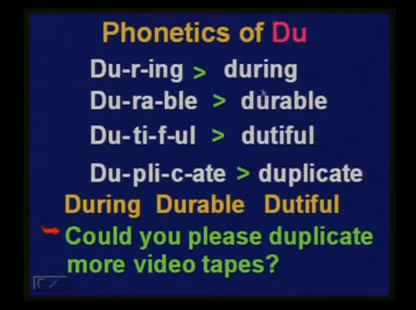 Phonetics of Du
Du-r-ing > during
Du-ra-ble > durable
Du-ti-f-ul > dutiful
Du-pli-c-ate > duplicate
During Durable Dutiful
Could you please duplicate
more video tapes?